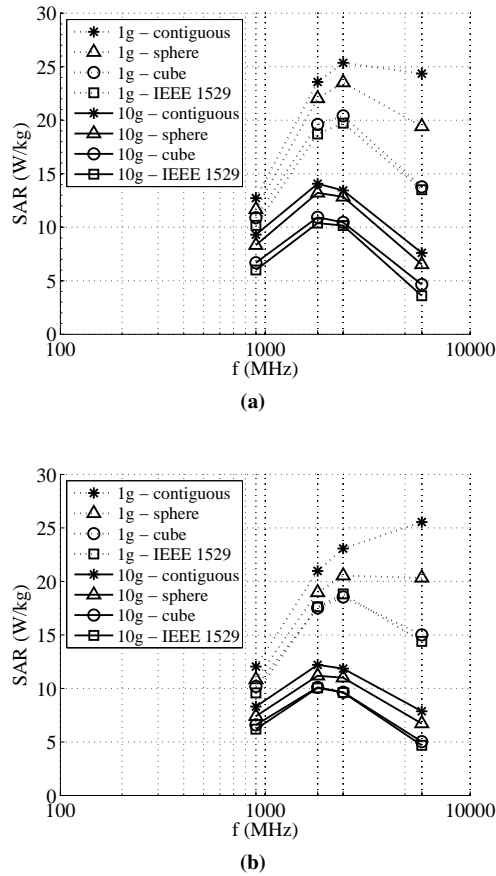 30
25
20
15
10
5
0
SAR (W/kg)
1g – contiguous
1g – sphere
1g – cube
1g – IEEE 1529
10g – contiguous
10g – sphere
10g – cube
10g – IEEE 1529
100
1000
10000
f (MHz)
(a)
30
25
20
15
10
5
0
SAR (W/kg)
1g – contiguous
1g – sphere
1g – cube
1g – IEEE 1529
10g – contiguous
10g – sphere
10g – cube
10g – IEEE 1529
100
1000
10000
f (MHz)
(b)